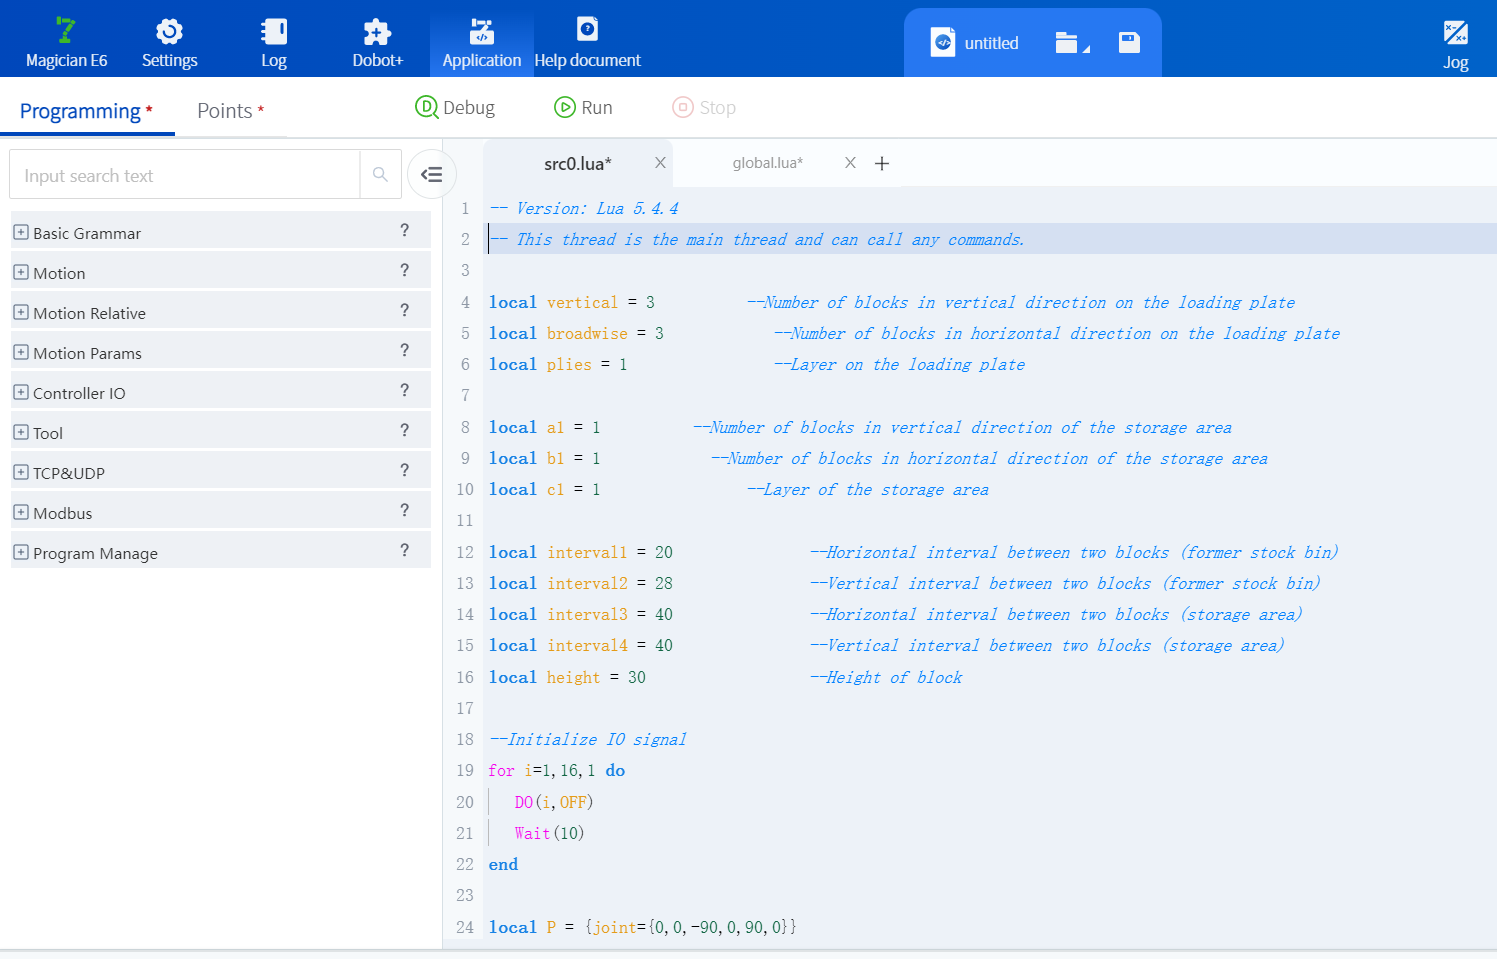 Magician E6 Settings Log Dobot+ Application Help document untitled Jog
Programming * Points * Debug Run Stop
Input search text
Basic Grammar ?
Motion ?
Motion Relative ?
Motion Params ?
Controller IO ?
Tool ?
TCP&UDP ?
Modbus ?
Program Manage ?
src0.lua* X global.lua* X +
1 -- Version: Lua 5.4.4
2 -- This thread is the main thread and can call any commands.
3
4 local vertical = 3 --Number of blocks in vertical direction on the loading plate
5 local broadwise = 3 --Number of blocks in horizontal direction on the loading plate
6 local plies = 1 --Layer on the loading plate
7
8 local a1 = 1 --Number of blocks in vertical direction of the storage area
9 local b1 = 1 --Number of blocks in horizontal direction of the storage area
10 local c1 = 1 --Layer of the storage area
11
12 local interval1 = 20 --Horizontal interval between two blocks (former stock bin)
13 local interval2 = 28 --Vertical interval between two blocks (former stock bin)
14 local interval3 = 40 --Horizontal interval between two blocks (storage area)
15 local interval4 = 40 --Vertical interval between two blocks (storage area)
16 local height = 30 --Height of block
17
18 --Initialize IO signal
19 for i=1,16,1 do
20 DO(i,OFF)
21 Wait(10)
22 end
23
24 local P = {joint={0,0,-90,0,90,0}}